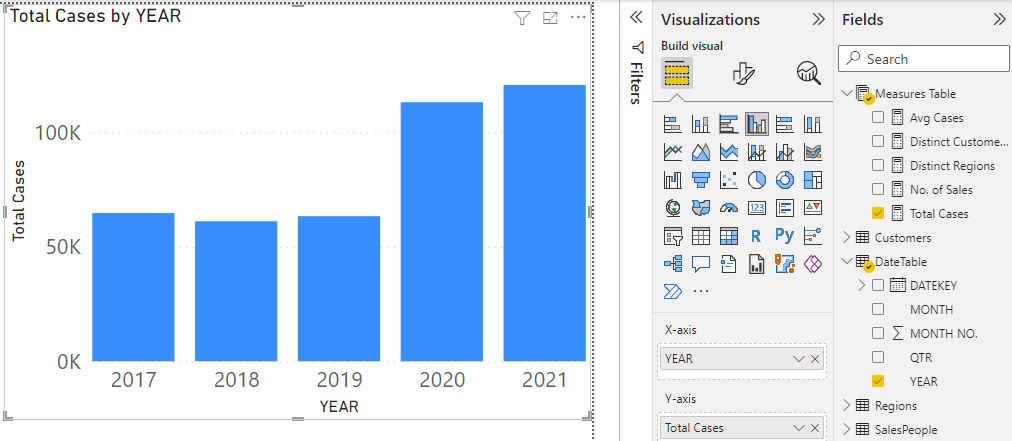 Total Cases by YEAR
100K
50K
0K
Total Cases
2017 2018 2019 2020 2021
YEAR
Filters
Visualizations
Build visual
123
R
Py
X-axis
YEAR
Y-axis
Total Cases
Fields
Search
Measures Table
Avg Cases
Distinct Custome...
Distinct Regions
No. of Sales
Total Cases
Customers
DateTable
DATEKEY
MONTH
MONTH NO.
QTR
YEAR
Regions
SalesPeople